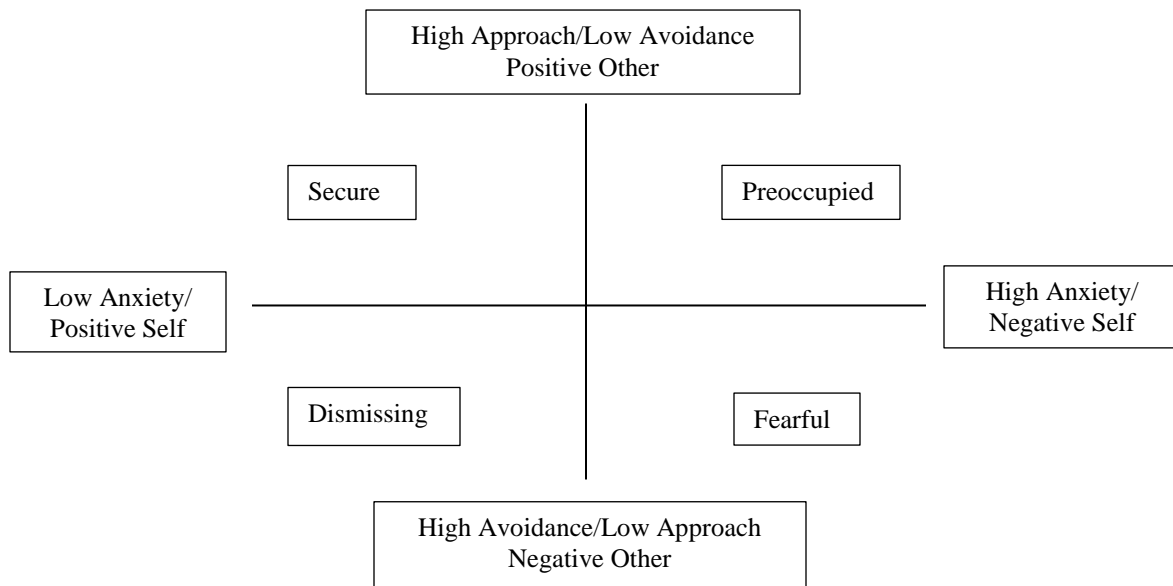 High Approach/Low Avoidance
Positive Other
Secure
Preoccupied
Low Anxiety/
Positive Self
High Anxiety/
Negative Self
Dismissing
Fearful
High Avoidance/Low Approach
Negative Other